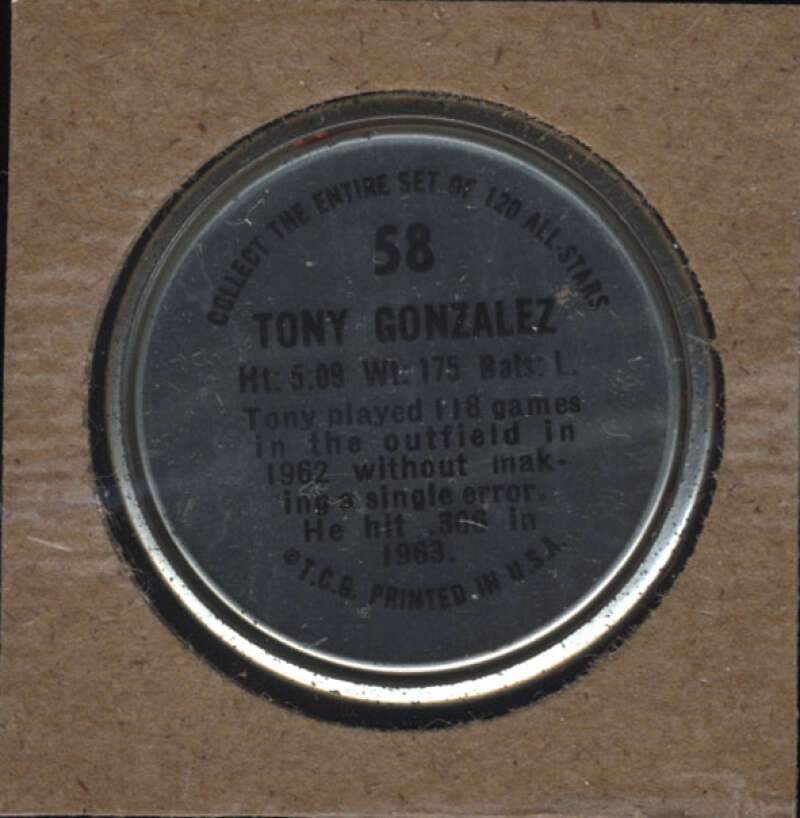 COLLECT THE ENTIRE SET OF 120 ALL-STARS
58
TONY GONZALEZ
Ht: 5:09 Wt: 175 Bats: L.
Tony played 118 games
in the outfield in
1962 without mak-
ing a single error.
He hit .306 in
1963.
©T.C.G. PRINTED IN U.S.A.